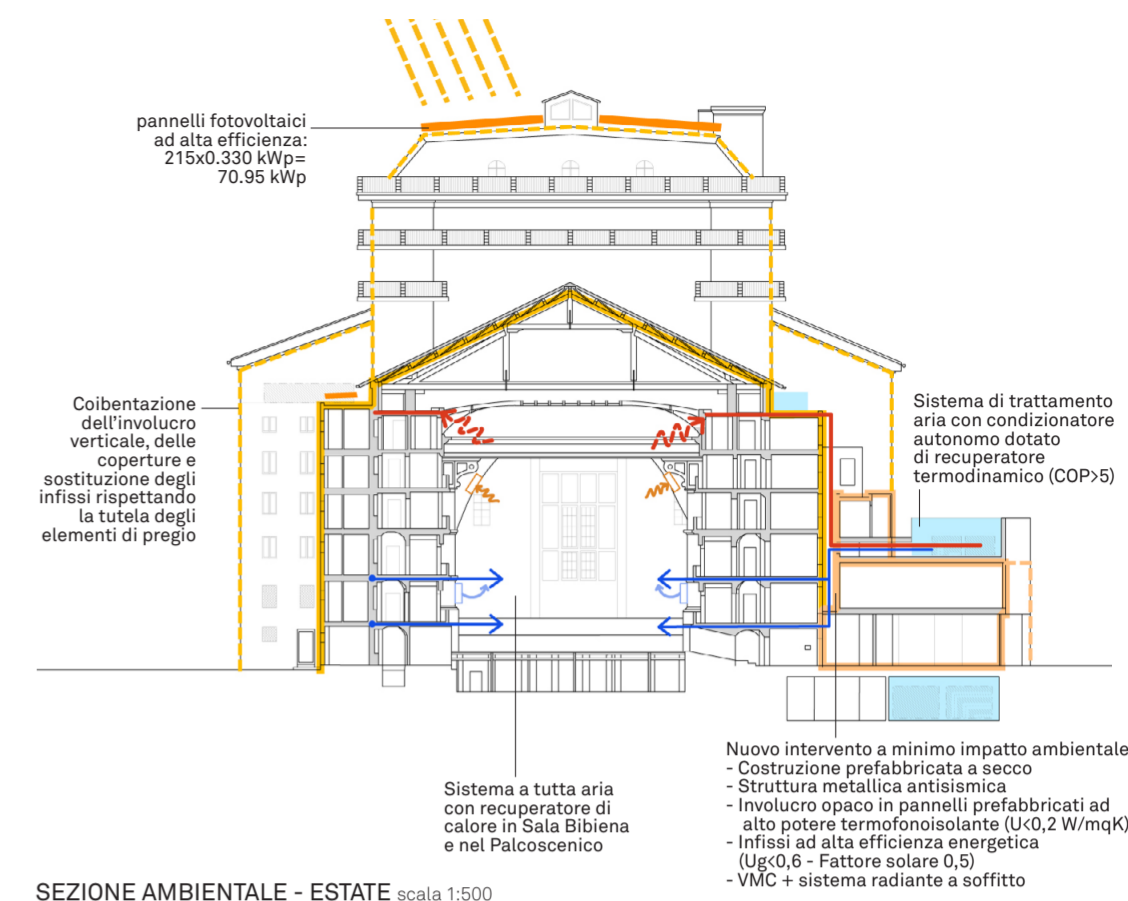 pannelli fotovoltaici
ad alta efficienza:
215x0.330 kWp=
70.95 kWp
Coibentazione
dell'involucro
verticale, delle
coperture e
sostituzione degli
infissi rispettando
la tutela degli
elementi di pregio
Sistema di trattamento
aria con condizionatore
autonomo dotato
di recuperatore
termodinamico (COP>5)
Sistema a tutta aria
con recuperatore di
calore in Sala Bibiena
e nel Palcoscenico
Nuovo intervento a minimo impatto ambientale
- Costruzione prefabbricata a secco
- Struttura metallica antisismica
- Involucro opaco in pannelli prefabbricati ad
alto potere termofonoisolante (U<0,2 W/mqK)
- Infissi ad alta efficienza energetica
(Ug<0,6 - Fattore solare 0,5)
- VMC + sistema radiante a soffitto
SEZIONE AMBIENTALE - ESTATE scala 1:500